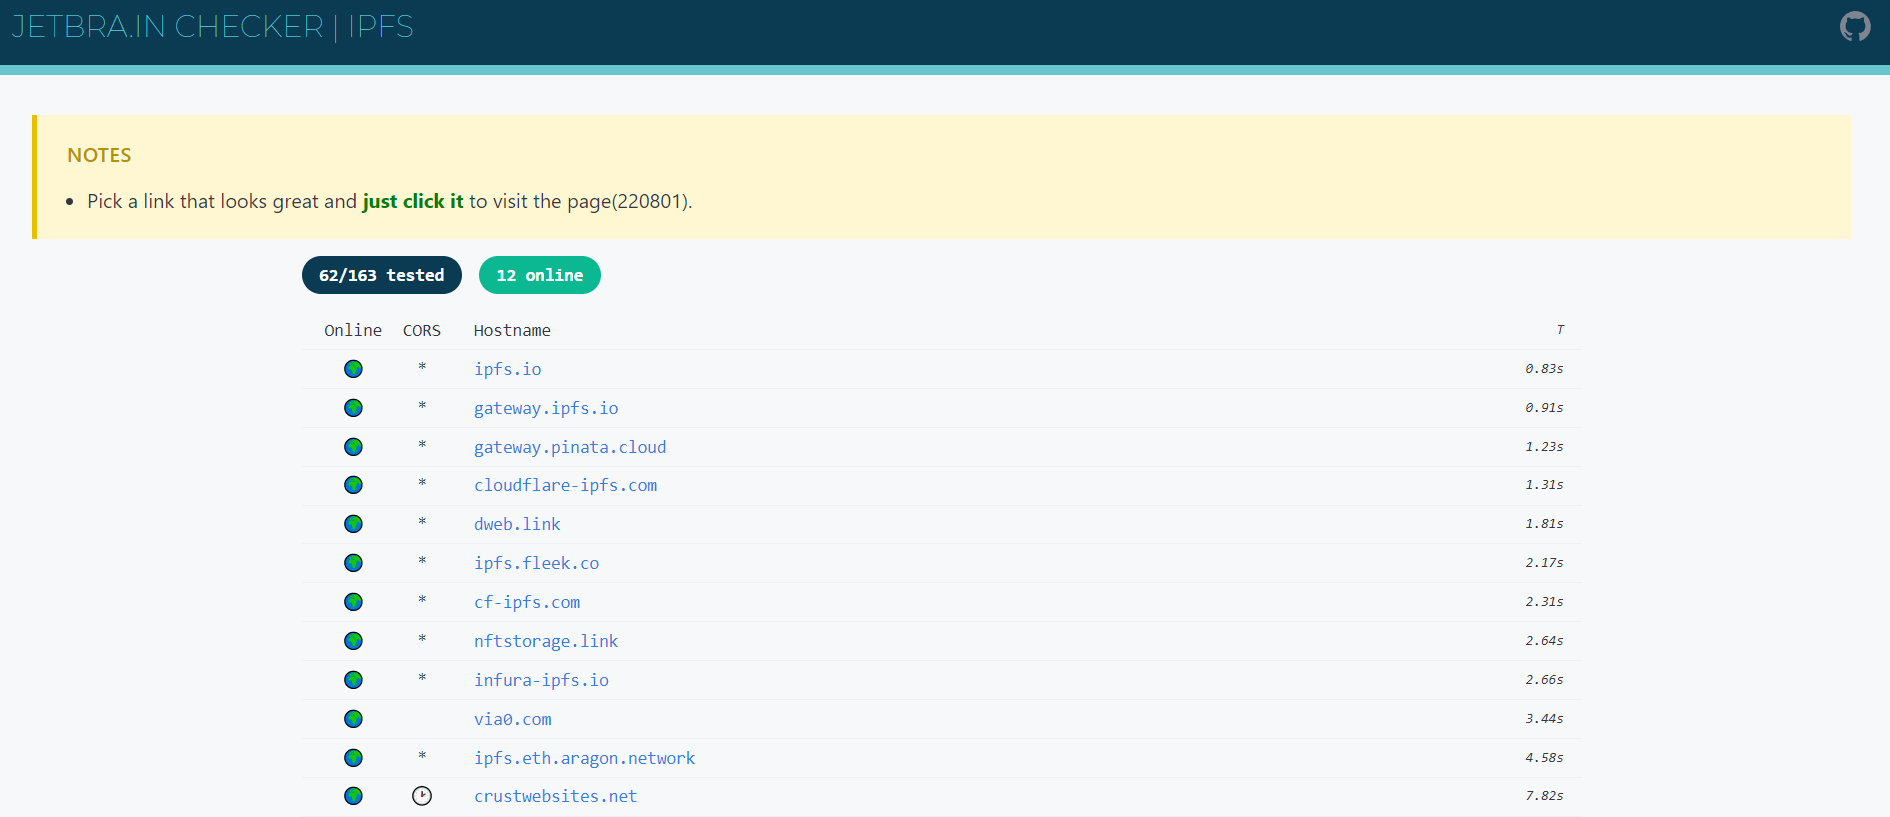 JETBRA.IN CHECKER | IPFS
NOTES
Pick a link that looks great and just click it to visit the page(220801).
62/163 tested 12 online
Online CORS Hostname T
* ipfs.io 0.83s
* gateway.ipfs.io 0.91s
* gateway.pinata.cloud 1.23s
* cloudflare-ipfs.com 1.31s
* dweb.link 1.81s
* ipfs.fleek.co 2.17s
* cf-ipfs.com 2.31s
* nftstorage.link 2.64s
* infura-ipfs.io 2.66s
via0.com 3.44s
* ipfs.eth.aragon.network 4.58s
crustwebsites.net 7.82s